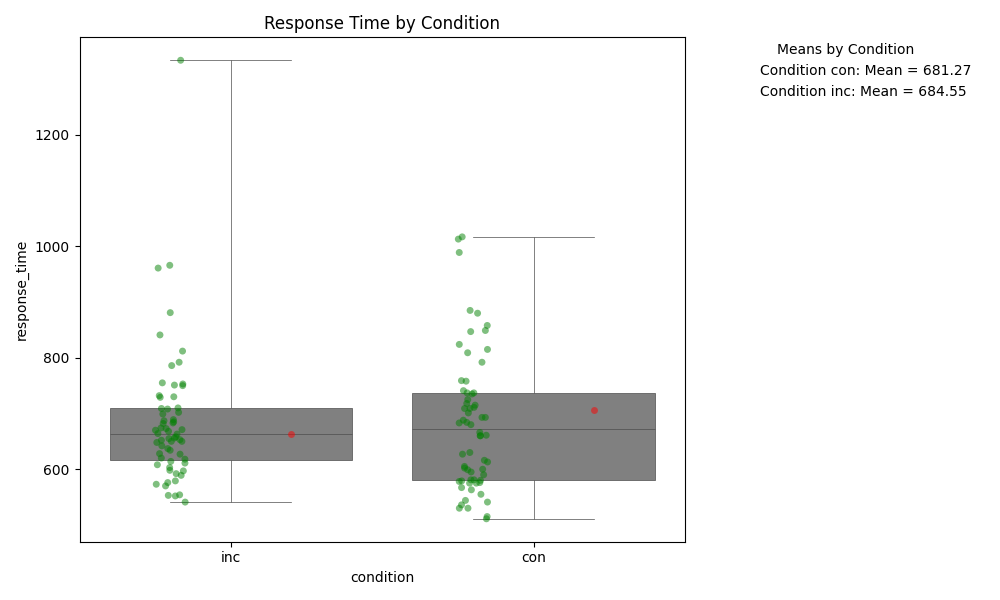 Response Time by Condition
Means by Condition
Condition con: Mean = 681.27
Condition inc: Mean = 684.55
response_time
1200
1000
800
600
inc
con
condition